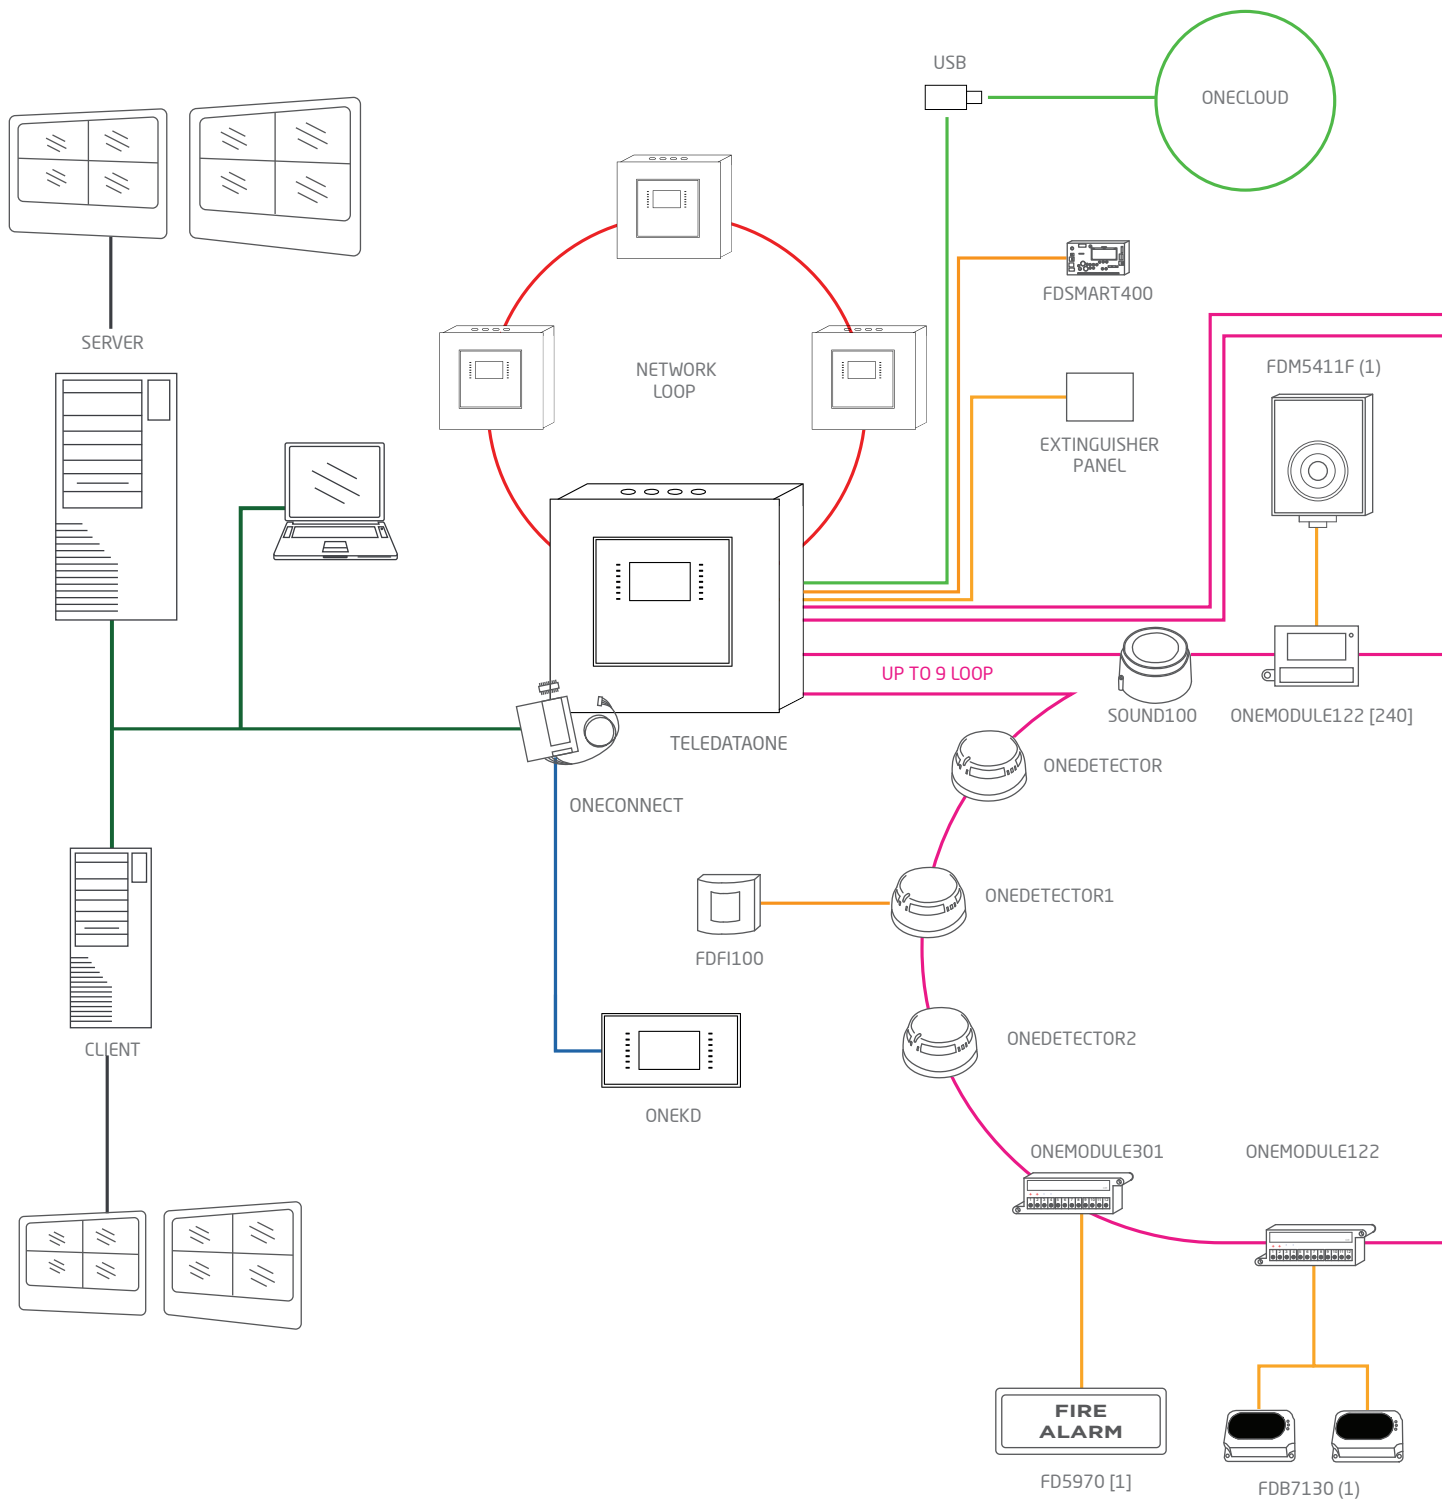 USB
ONECLOUD
FDSMART400
SERVER
NETWORK
LOOP
FDM5411F (1)
EXTINGUISHER
PANEL
UP TO 9 LOOP
SOUND100
ONEMODULE122 [240]
TELEDATAONE
ONEDETECTOR
ONECONNECT
ONEDETECTOR1
FDFI100
ONEDETECTOR2
CLIENT
ONEKD
ONEMODULE301
ONEMODULE122
FIRE
ALARM
FD5970 [1]
FDB7130 (1)